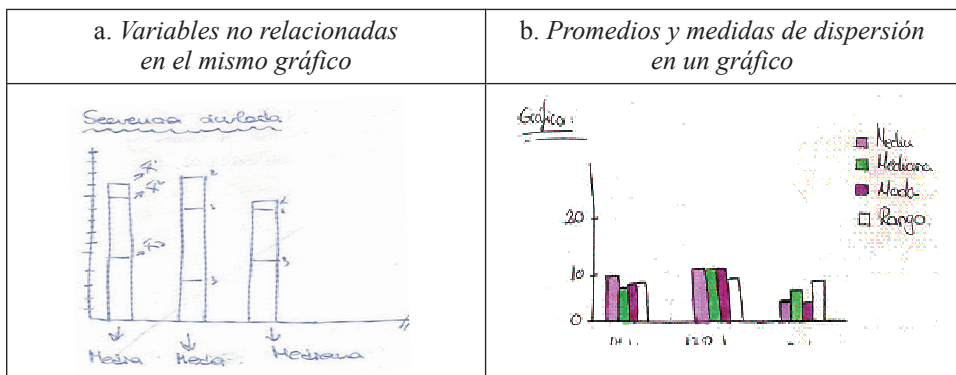 a. Variables no relacionadas
en el mismo gráfico
b. Promedios y medidas de dispersión
en un gráfico
Secuencia
Media Moda Mediana
Gráfico:
Media
Mediana
Moda
Rango
20
10
0